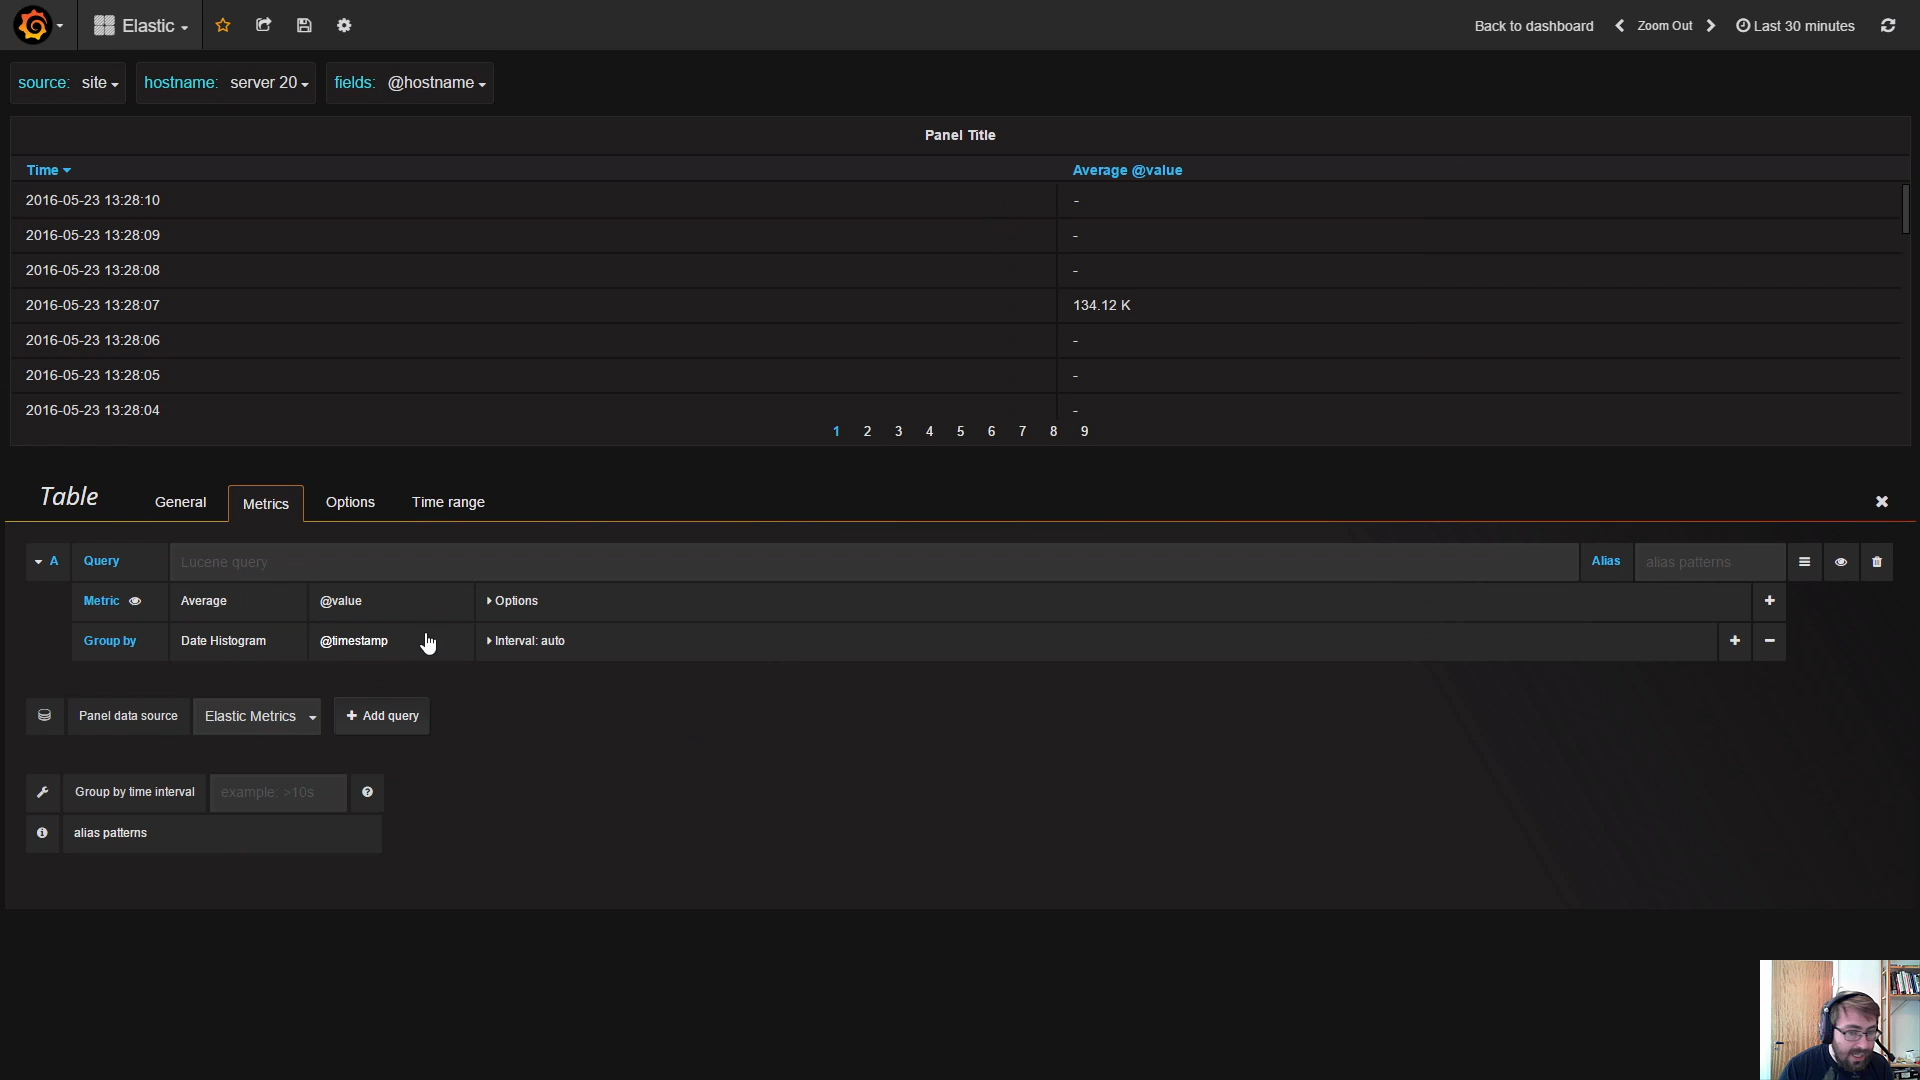 Elastic
Back to dashboard Zoom Out Last 30 minutes
source: site hostname: server 20 fields: @hostname
Panel Title
Time Average @value
2016-05-23 13:28:10 -
2016-05-23 13:28:09 -
2016-05-23 13:28:08 -
2016-05-23 13:28:07 134.12 K
2016-05-23 13:28:06 -
2016-05-23 13:28:05 -
2016-05-23 13:28:04 -
1 2 3 4 5 6 7 8 9
Table General Metrics Options Time range
A Query Lucene query Alias alias patterns
Metric Average @value Options
Group by Date Histogram @timestamp Interval: auto
Panel data source Elastic Metrics Add query
Group by time interval example: >10s
alias patterns